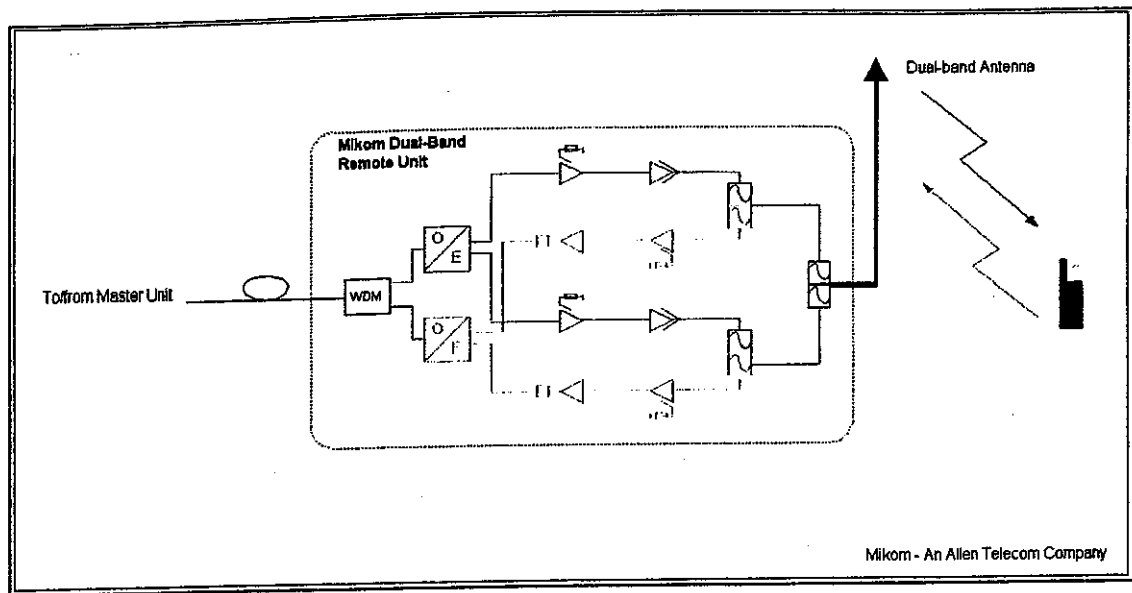 Dual-band Antenna
Mikom Dual-Band
Remote Unit
O
E
To/from Master Unit
WDM
O
F
Mikom - An Allen Telecom Company